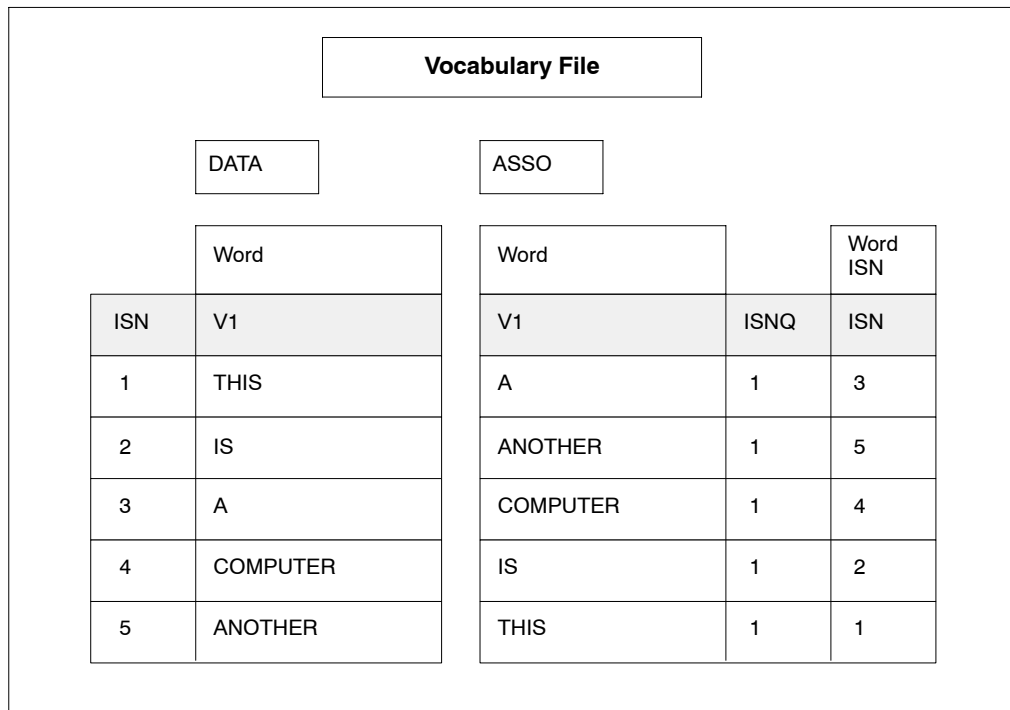 Vocabulary File
DATA ASSO
Word Word Word
ISN
ISN V1 V1 ISNQ ISN
1 THIS A 1 3
2 IS ANOTHER 1 5
3 A COMPUTER 1 4
4 COMPUTER IS 1 2
5 ANOTHER THIS 1 1